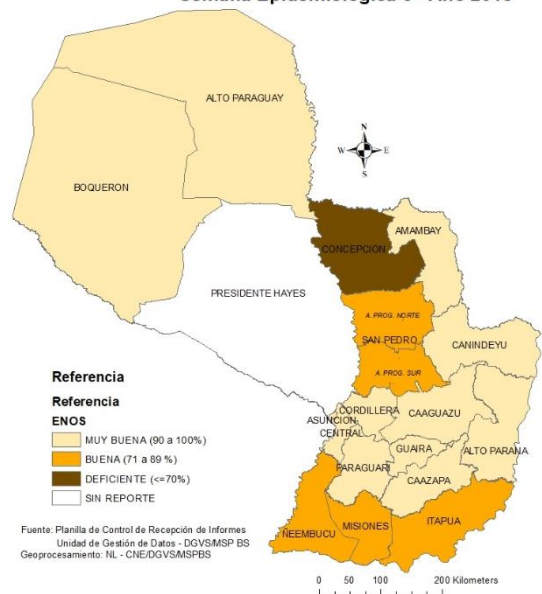 ALTO PARAGUAY
N
W E
S
BOQUERON
AMAMBAY
CONCEPCION
PRESIDENTE HAYES
A. PROG. NORTE
SAN PEDRO
CANINDEYU
A. PROG. SUR
Referencia
Referencia
ENOS
MUY BUENA (90 a 100%)
BUENA (71 a 89 %)
DEFICIENTE (<=70%)
SIN REPORTE
CORDILLERA
ASUNCION
CAAGUAZU
CENTRAL
GUAIRA
ALTO PARANA
PARAGUARI
CAAZAPA
ITAPUA
MISIONES
ÑEEMBUCU
Fuente: Planilla de Control de Recepción de Informes
Unidad de Gestión de Datos - DGVS/MSP BS
Geoprocesamiento: NL - CNE/DGVS/MSPBS
0 50 100 200 Kilometers